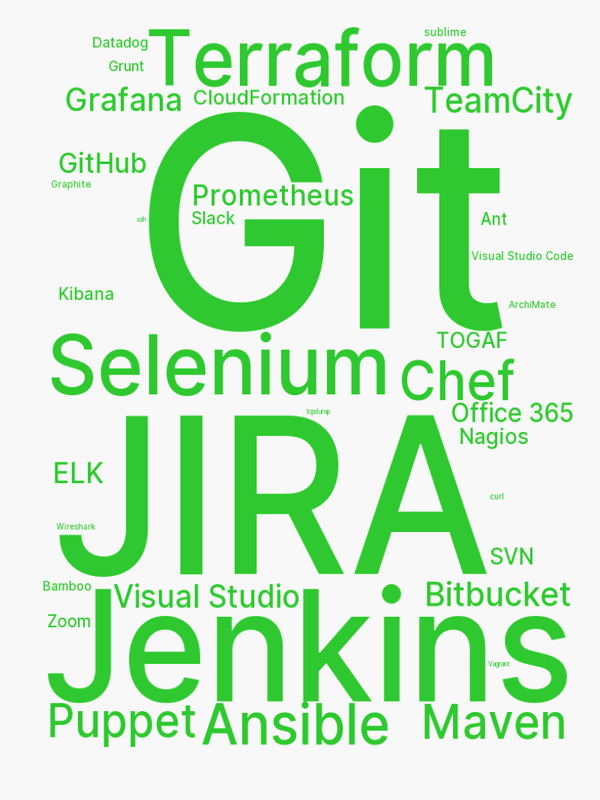 sublime
Datadog
Terraform
Grunt
Grafana
CloudFormation
TeamCity
Git
GitHub
Graphite
Prometheus
Slack
ssh
Ant
Visual Studio Code
Kibana
ArchiMate
TOGAF
Selenium
Chef
Office 365
tcpdump
Nagios
JIRA
ELK
curl
Wireshark
SVN
Bamboo
Visual Studio
Bitbucket
Zoom
Jenkins
Vagrant
Puppet
Ansible
Maven